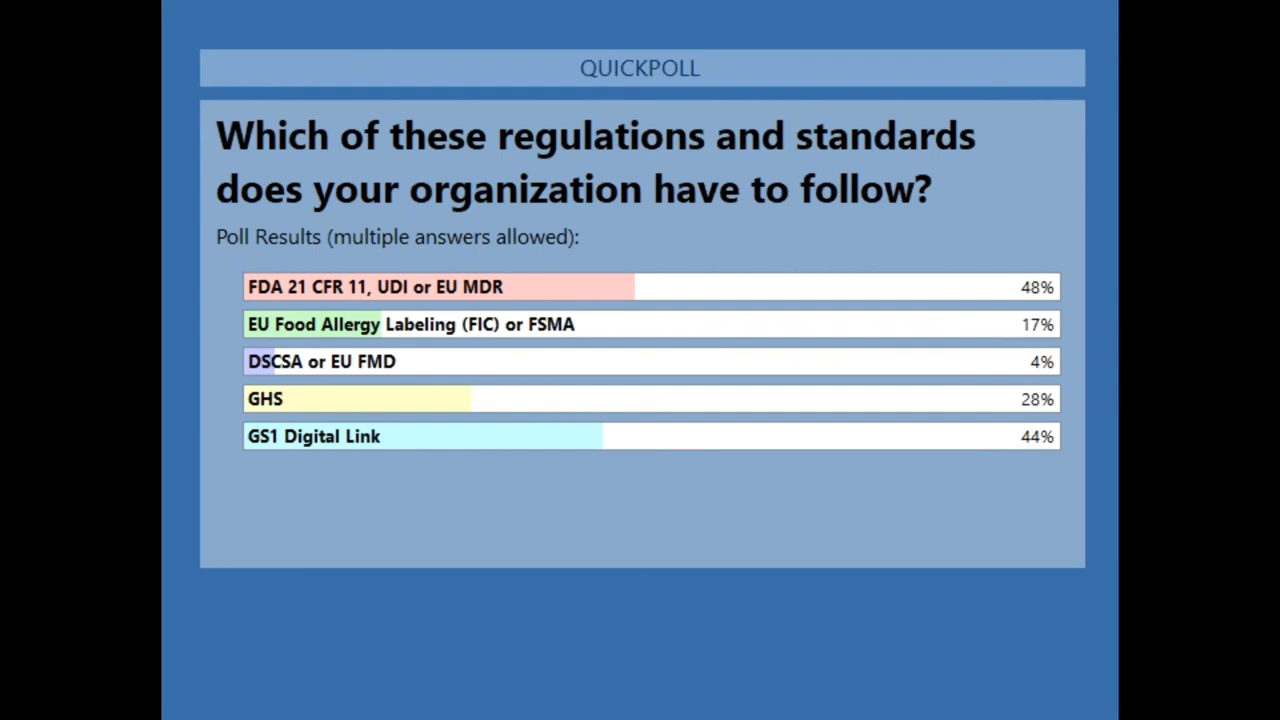 QUICKPOLL
Which of these regulations and standards
does your organization have to follow?
Poll Results (multiple answers allowed):
FDA 21 CFR 11, UDI or EU MDR 48%
EU Food Allergy Labeling (FIC) or FSMA 17%
DSCSA or EU FMD 4%
GHS 28%
GS1 Digital Link 44%